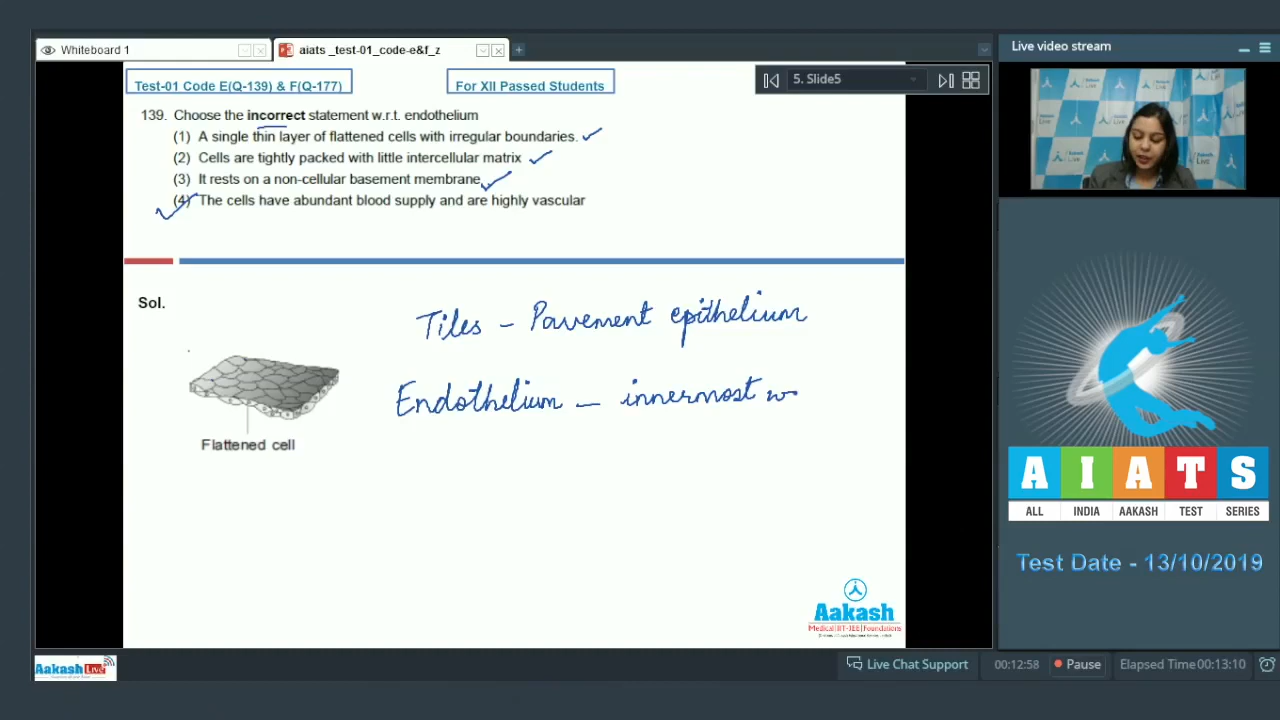 Whiteboard 1
aiats _test-01_code-e&f_z
Live video stream
Test-01 Code E(Q-139) & F(Q-177)
For XII Passed Students
5. Slide5
139. Choose the incorrect statement w.r.t. endothelium
(1) A single thin layer of flattened cells with irregular boundaries.
(2) Cells are tightly packed with little intercellular matrix
(3) It rests on a non-cellular basement membrane
(4) The cells have abundant blood supply and are highly vascular
Sol.
Tiles - Pavement epithelium
Endothelium - innermost w
Flattened cell
A I A T S
ALL INDIA AAKASH TEST SERIES
Test Date - 13/10/2019
Aakash
Medical|IIT-JEE|Foundations
Aakash Live
Live Chat Support
00:12:58
Pause
Elapsed Time 00:13:10